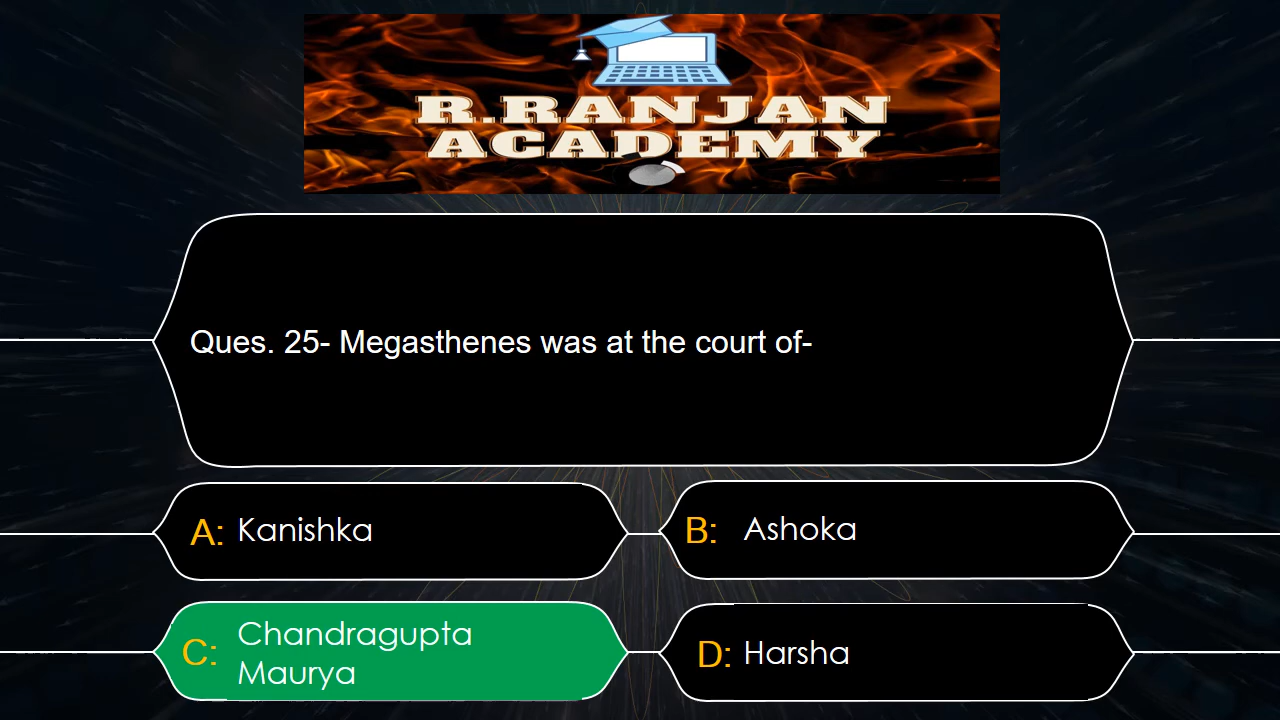 R.RANJAN
ACADEMY
Ques. 25- Megasthenes was at the court of-
A: Kanishka
B: Ashoka
C: Chandragupta
Maurya
D: Harsha